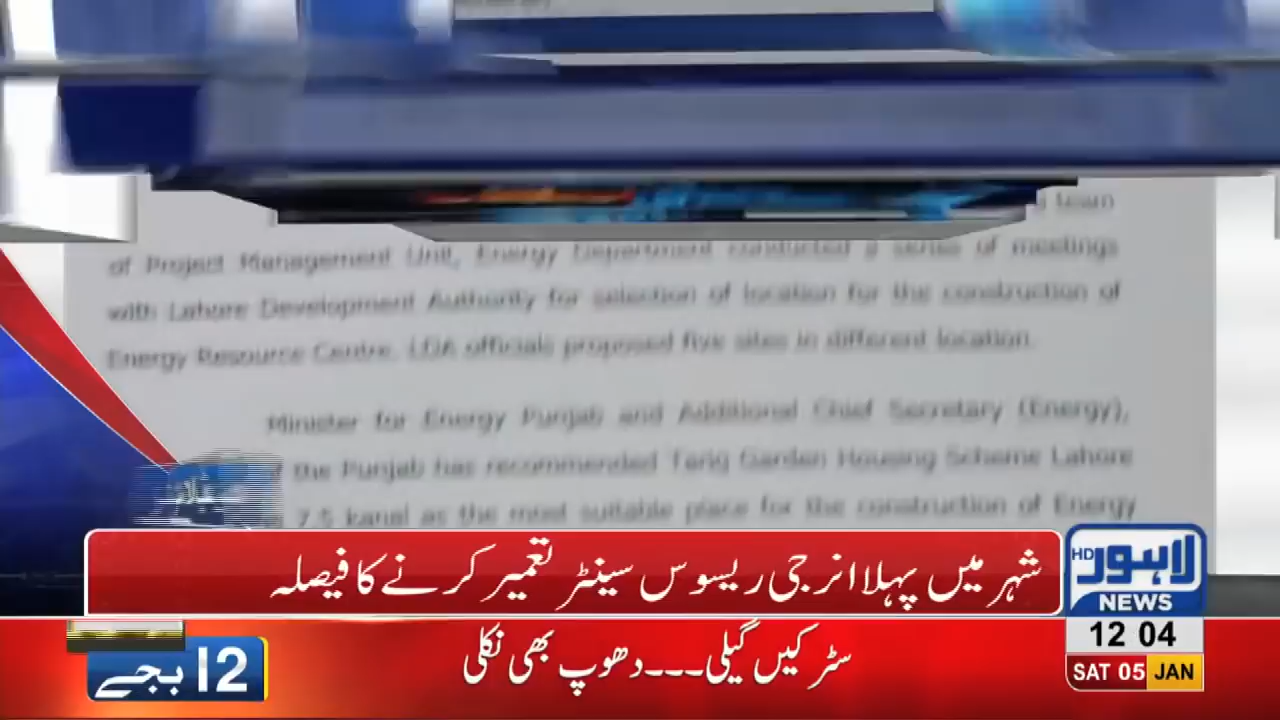 team
of Project Management Unit, Energy Department conducted a series of meetings
with Lahore Development Authority for selection of location for the construction of
Energy Resource Centre. LDA officials proposed five sites in different location.
Minister for Energy Punjab and Additional Chief Secretary (Energy),
the Punjab has recommended Tariq Garden Housing Scheme Lahore
7.5 kanal as the most suitable place for the construction of Energy
شہر میں پہلا انرجی ریسوس سینٹر تعمیر کرنے کا فیصلہ
HD لاہور
NEWS
12 04
SAT 05 JAN
سڑکیں گیلی۔۔۔دھوپ بھی نکلی
12 بجے